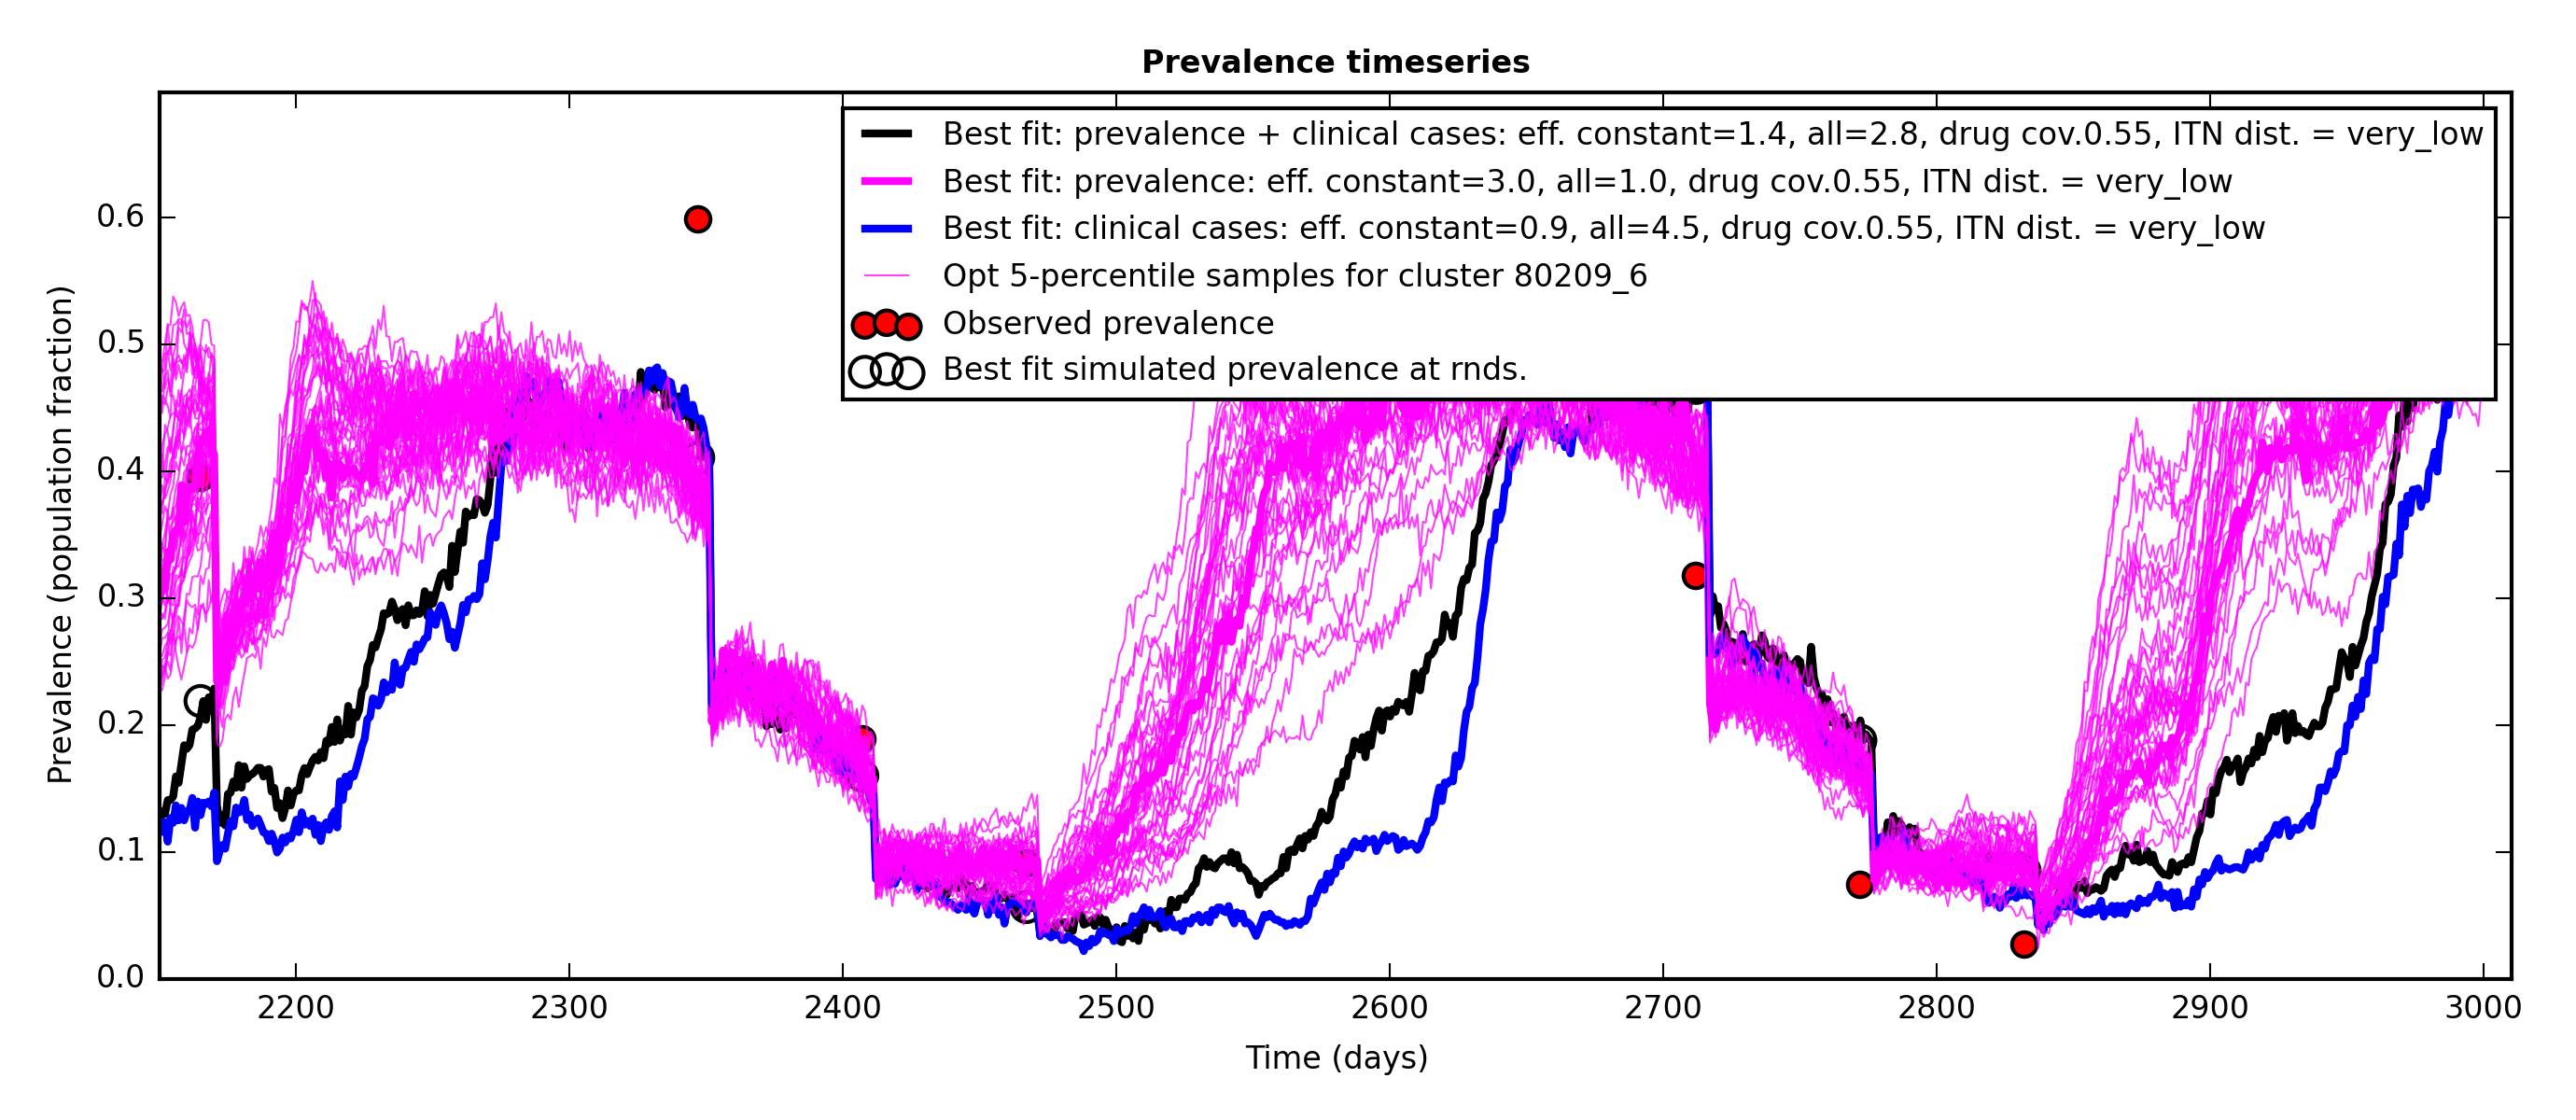 Prevalence timeseries
Best fit: prevalence + clinical cases: eff. constant=1.4, all=2.8, drug cov.0.55, ITN dist. = very_low
Best fit: prevalence: eff. constant=3.0, all=1.0, drug cov.0.55, ITN dist. = very_low
Best fit: clinical cases: eff. constant=0.9, all=4.5, drug cov.0.55, ITN dist. = very_low
Opt 5-percentile samples for cluster 80209_6
Observed prevalence
Best fit simulated prevalence at rnds.
Prevalence (population fraction)
0.6
0.5
0.4
0.3
0.2
0.1
0.0
2200 2300 2400 2500 2600 2700 2800 2900 3000
Time (days)